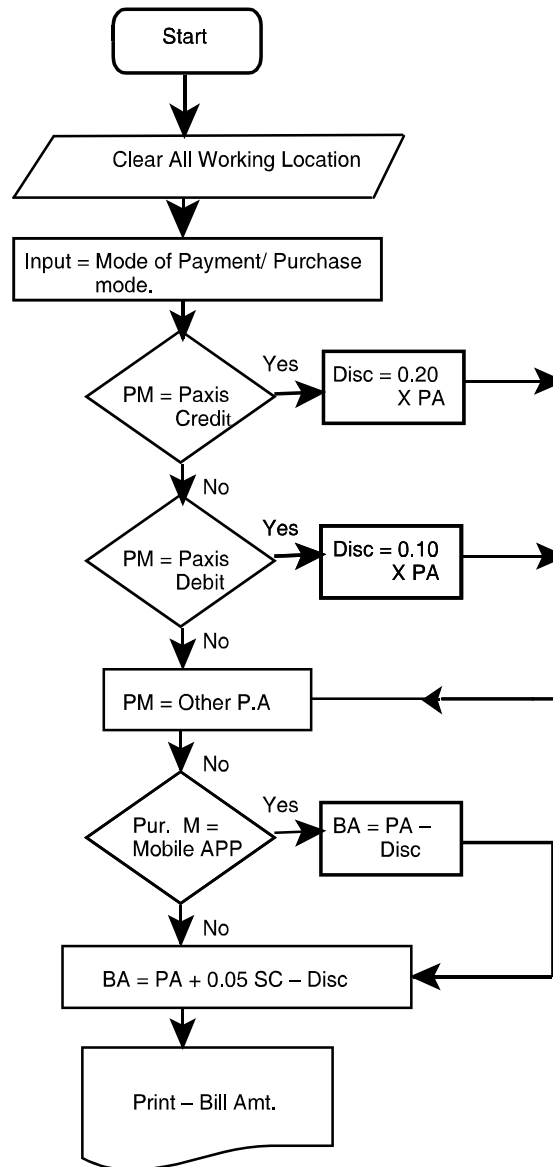 Start
Clear All Working Location
Input = Mode of Payment/ Purchase
mode.
PM = Paxis
Credit
Yes
Disc = 0.20
X PA
No
PM = Paxis
Debit
Yes
Disc = 0.10
X PA
No
PM = Other P.A
No
Pur. M =
Mobile APP
Yes
BA = PA –
Disc
No
BA = PA + 0.05 SC – Disc
Print – Bill Amt.